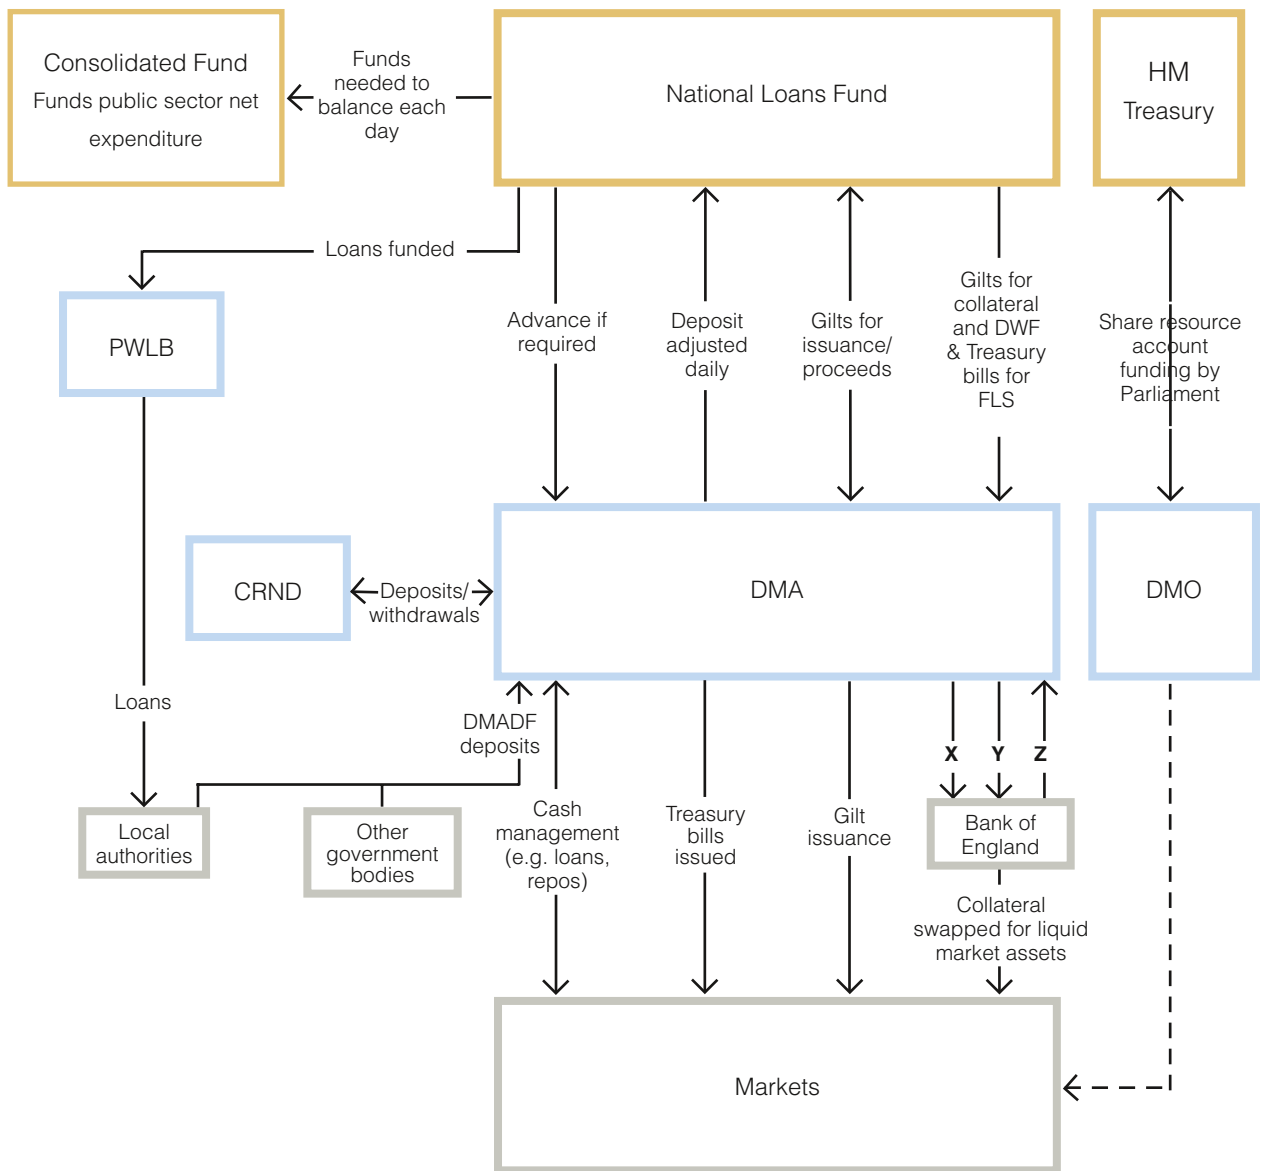 Consolidated Fund
Funds public sector net
expenditure
Funds
needed to
balance each
day
National Loans Fund
HM
Treasury
Loans funded
PWLB
Advance if
required
Deposit
adjusted
daily
Gilts for
issuance/
proceeds
Gilts for
collateral
and DWF
& Treasury
bills for
FLS
Share resource
account
funding by
Parliament
CRND
Deposits/
withdrawals
DMA
DMO
Loans
DMADF
deposits
X
Y
Z
Local
authorities
Other
government
bodies
Cash
management
(e.g. loans,
repos)
Treasury
bills
issued
Gilt
issuance
Bank of
England
Collateral
swapped for liquid
market assets
Markets